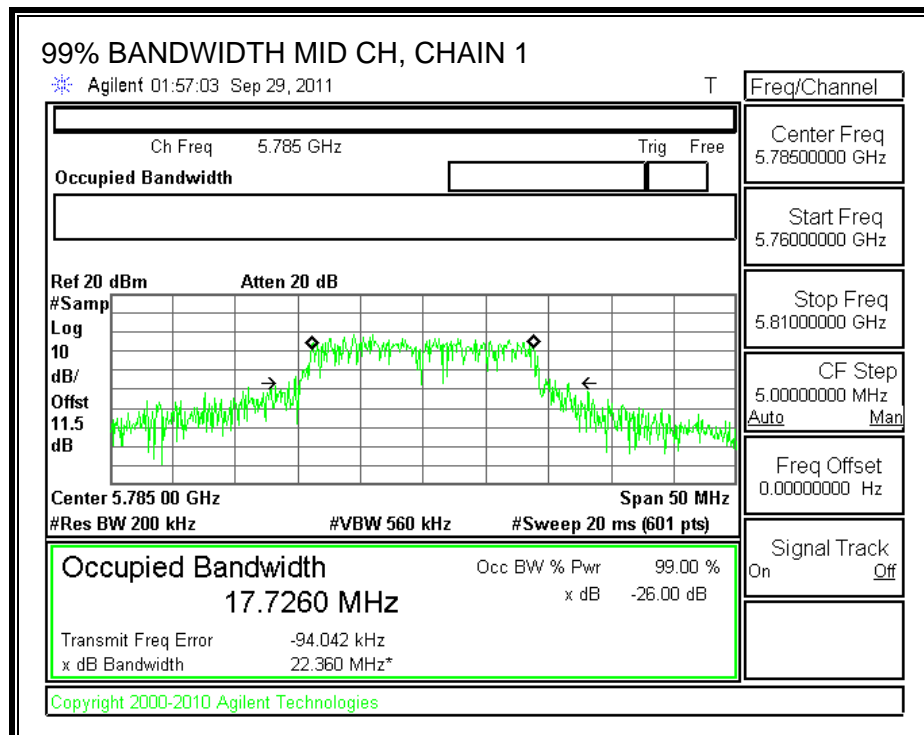 99% BANDWIDTH MID CH, CHAIN 1
Agilent 01:57:03 Sep 29, 2011 T
Freq/Channel
Ch Freq 5.785 GHz Trig Free
Occupied Bandwidth
Center Freq
5.78500000 GHz
Start Freq
5.76000000 GHz
Stop Freq
5.81000000 GHz
CF Step
5.00000000 MHz
Auto Man
Freq Offset
0.00000000 Hz
Signal Track
On Off
Ref 20 dBm Atten 20 dB
#Samp
Log
10
dB/
Offst
11.5
dB
Center 5.785 00 GHz Span 50 MHz
#Res BW 200 kHz #VBW 560 kHz #Sweep 20 ms (601 pts)
Occupied Bandwidth Occ BW % Pwr 99.00 %
17.7260 MHz x dB -26.00 dB
Transmit Freq Error -94.042 kHz
x dB Bandwidth 22.360 MHz*
Copyright 2000-2010 Agilent Technologies